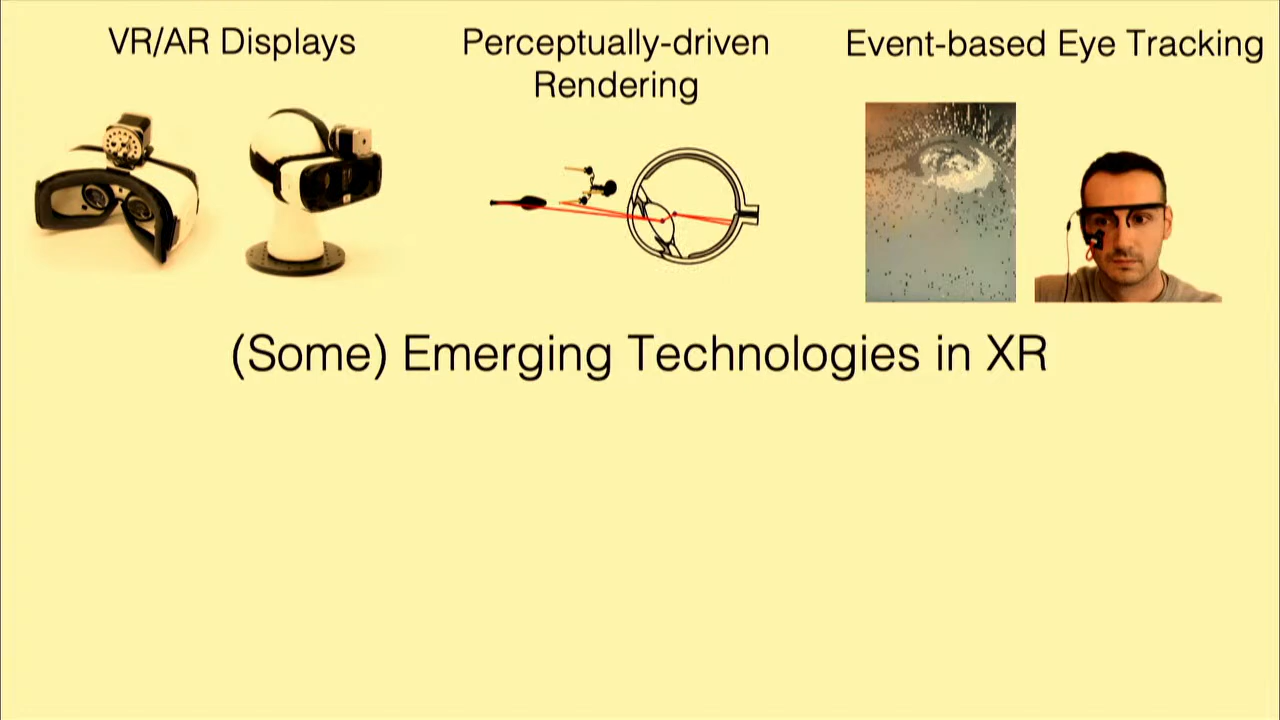 VR/AR Displays
Perceptually-driven
Rendering
Event-based Eye Tracking
(Some) Emerging Technologies in XR